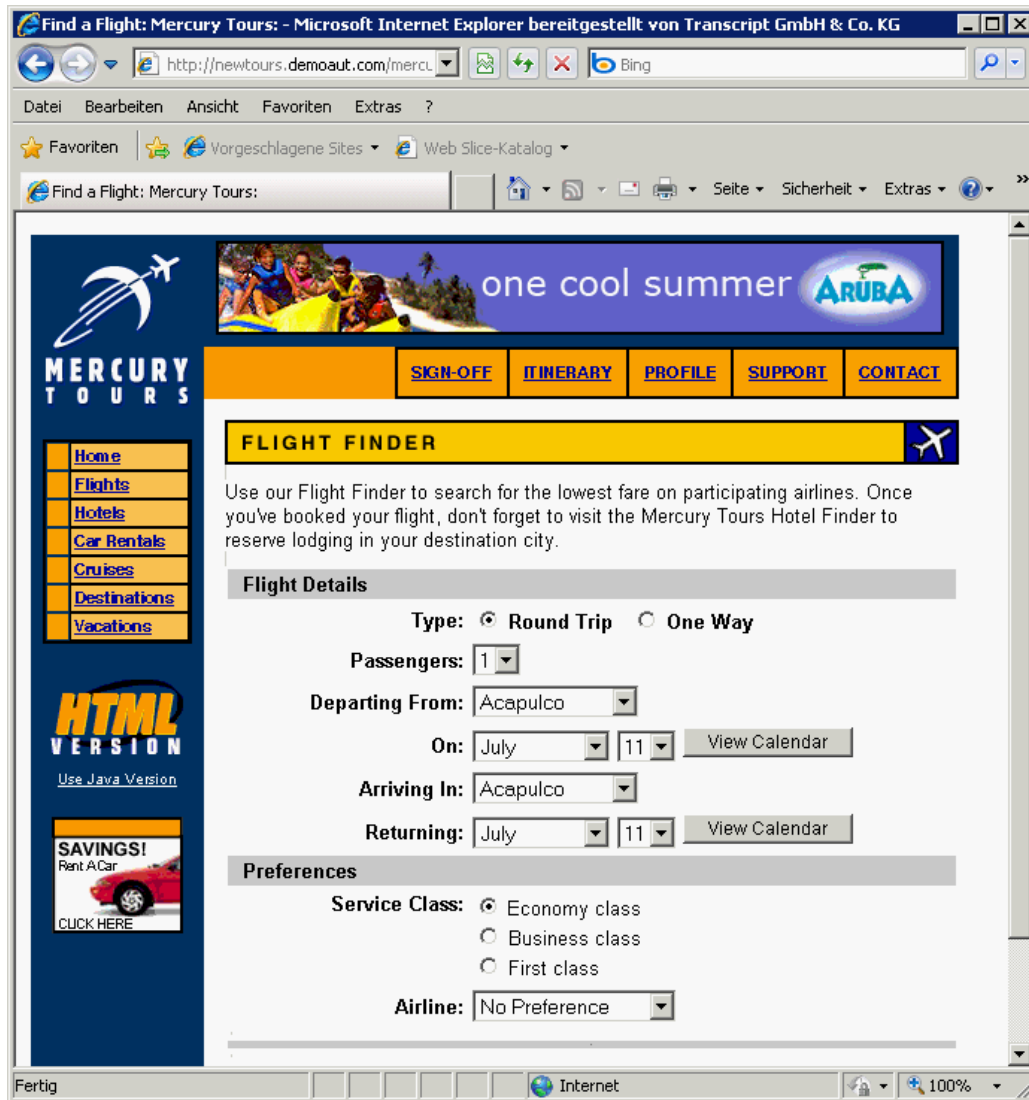 Find a Flight: Mercury Tours: - Microsoft Internet Explorer bereitgestellt von Transcript GmbH & Co. KG
http://newtours.demoaut.com/mercu
Bing
Datei Bearbeiten Ansicht Favoriten Extras ?
Favoriten Vorgeschlagene Sites Web Slice-Katalog
Find a Flight: Mercury Tours: Seite Sicherheit Extras »
one cool summer ARUBA
MERCURY
TOURS
SIGN-OFF ITINERARY PROFILE SUPPORT CONTACT
FLIGHT FINDER
Home
Flights
Hotels
Car Rentals
Cruises
Destinations
Vacations
HTML
VERSION
Use Java Version
SAVINGS!
Rent A Car
CLICK HERE
Use our Flight Finder to search for the lowest fare on participating airlines. Once
you've booked your flight, don't forget to visit the Mercury Tours Hotel Finder to
reserve lodging in your destination city.
Flight Details
Type: Round Trip One Way
Passengers: 1
Departing From: Acapulco
On: July 11 View Calendar
Arriving In: Acapulco
Returning: July 11 View Calendar
Preferences
Service Class: Economy class
Business class
First class
Airline: No Preference
Fertig Internet 100%